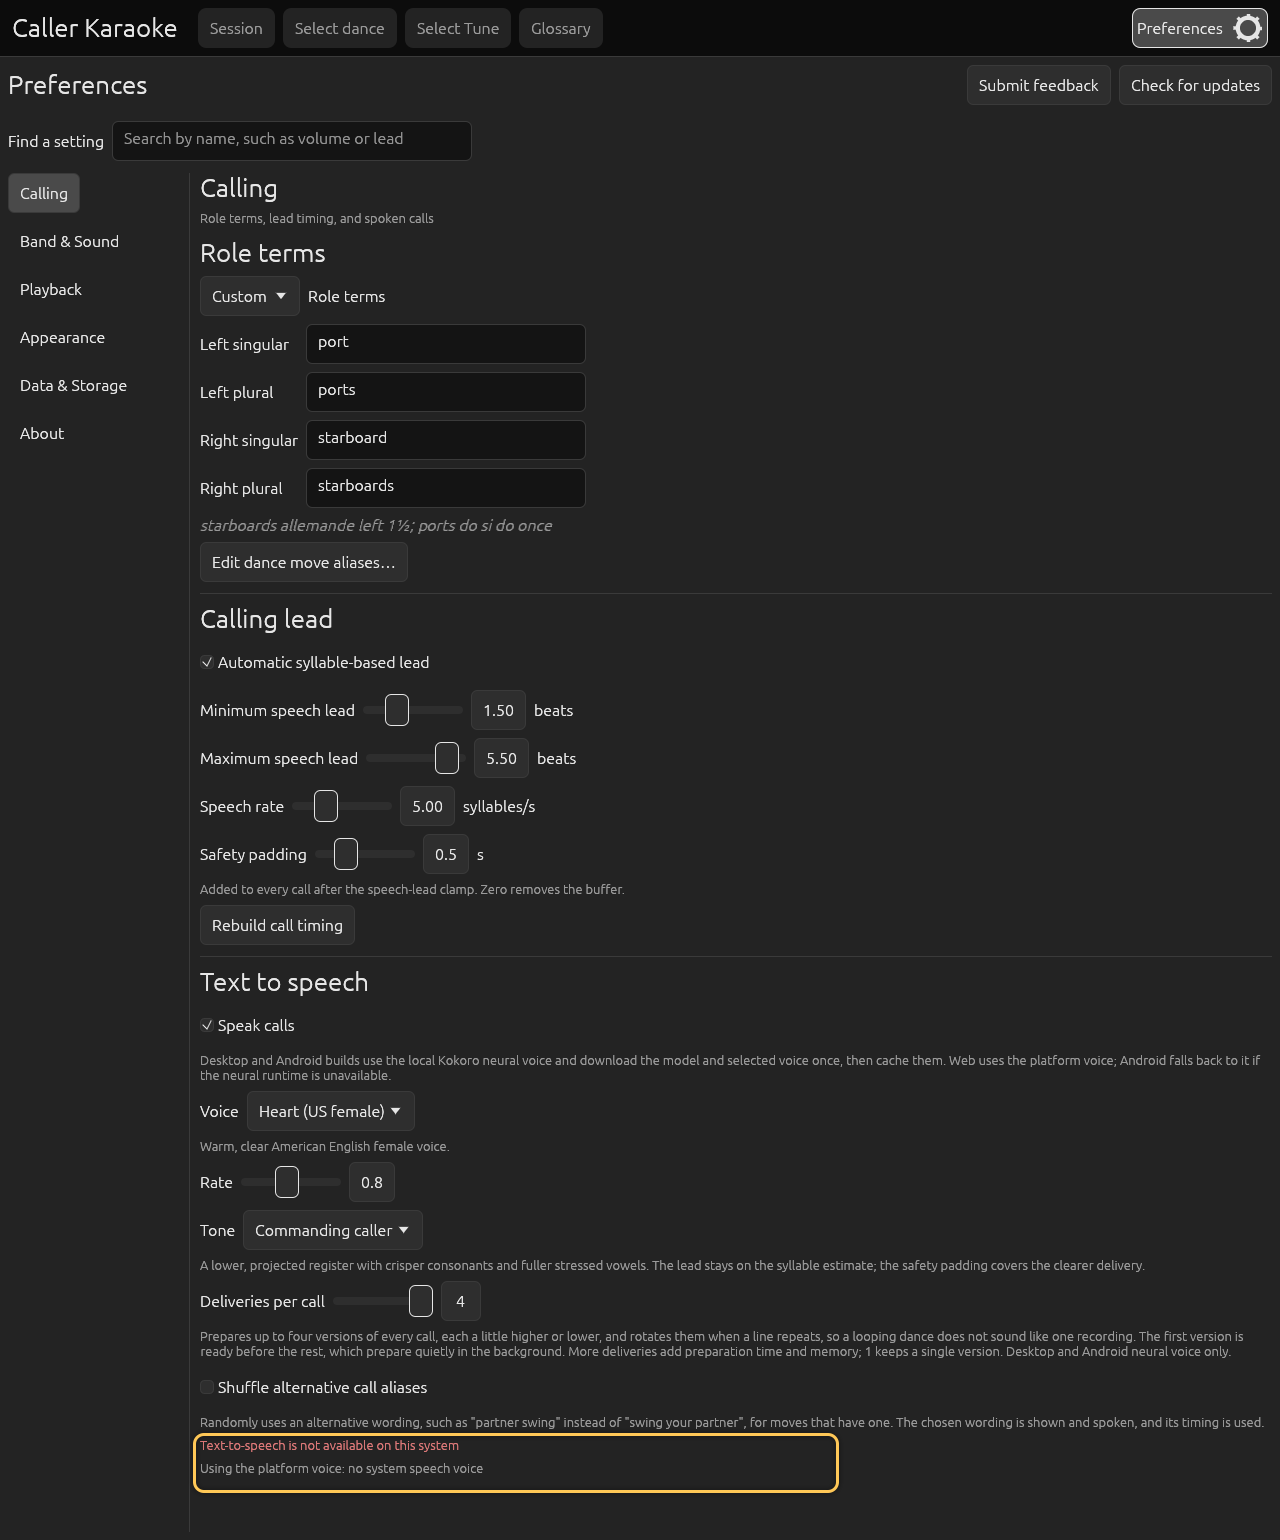 Caller Karaoke Session Select dance Select Tune Glossary Preferences
Preferences Submit feedback Check for updates
Find a setting Search by name, such as volume or lead
Calling
Band & Sound
Playback
Appearance
Data & Storage
About
Calling
Role terms, lead timing, and spoken calls
Role terms
Custom Role terms
Left singular port
Left plural ports
Right singular starboard
Right plural starboards
starboards allemande left 1½; ports do si do once
Edit dance move aliases…
Calling lead
Automatic syllable-based lead
Minimum speech lead 1.50 beats
Maximum speech lead 5.50 beats
Speech rate 5.00 syllables/s
Safety padding 0.5 s
Added to every call after the speech-lead clamp. Zero removes the buffer.
Rebuild call timing
Text to speech
Speak calls
Desktop and Android builds use the local Kokoro neural voice and download the model and selected voice once, then cache them. Web uses the platform voice; Android falls back to it if
the neural runtime is unavailable.
Voice Heart (US female)
Warm, clear American English female voice.
Rate 0.8
Tone Commanding caller
A lower, projected register with crisper consonants and fuller stressed vowels. The lead stays on the syllable estimate; the safety padding covers the clearer delivery.
Deliveries per call 4
Prepares up to four versions of every call, each a little higher or lower, and rotates them when a line repeats, so a looping dance does not sound like one recording. The first version is
ready before the rest, which prepare quietly in the background. More deliveries add preparation time and memory; 1 keeps a single version. Desktop and Android neural voice only.
Shuffle alternative call aliases
Randomly uses an alternative wording, such as "partner swing" instead of "swing your partner", for moves that have one. The chosen wording is shown and spoken, and its timing is used.
Text-to-speech is not available on this system
Using the platform voice: no system speech voice